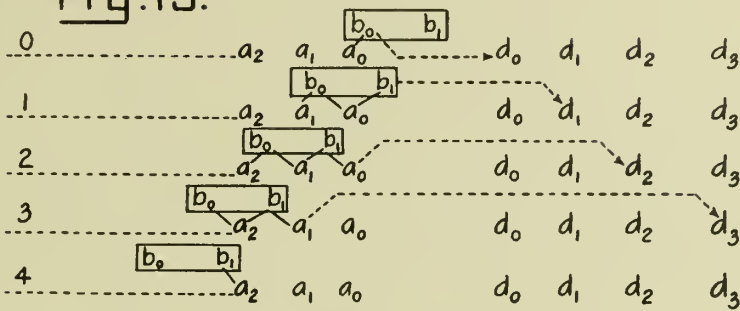 Fig.15.
b₀ b₁
0 a₂ a₁ a₀ d₀ d₁ d₂ d₃
b₀ b₁
1 a₂ a₁ a₀ d₀ d₁ d₂ d₃
b₀ b₁
2 a₂ a₁ a₀ d₀ d₁ d₂ d₃
b₀ b₁
3 a₂ a₁ a₀ d₀ d₁ d₂ d₃
b₀ b₁
4 a₂ a₁ a₀ d₀ d₁ d₂ d₃